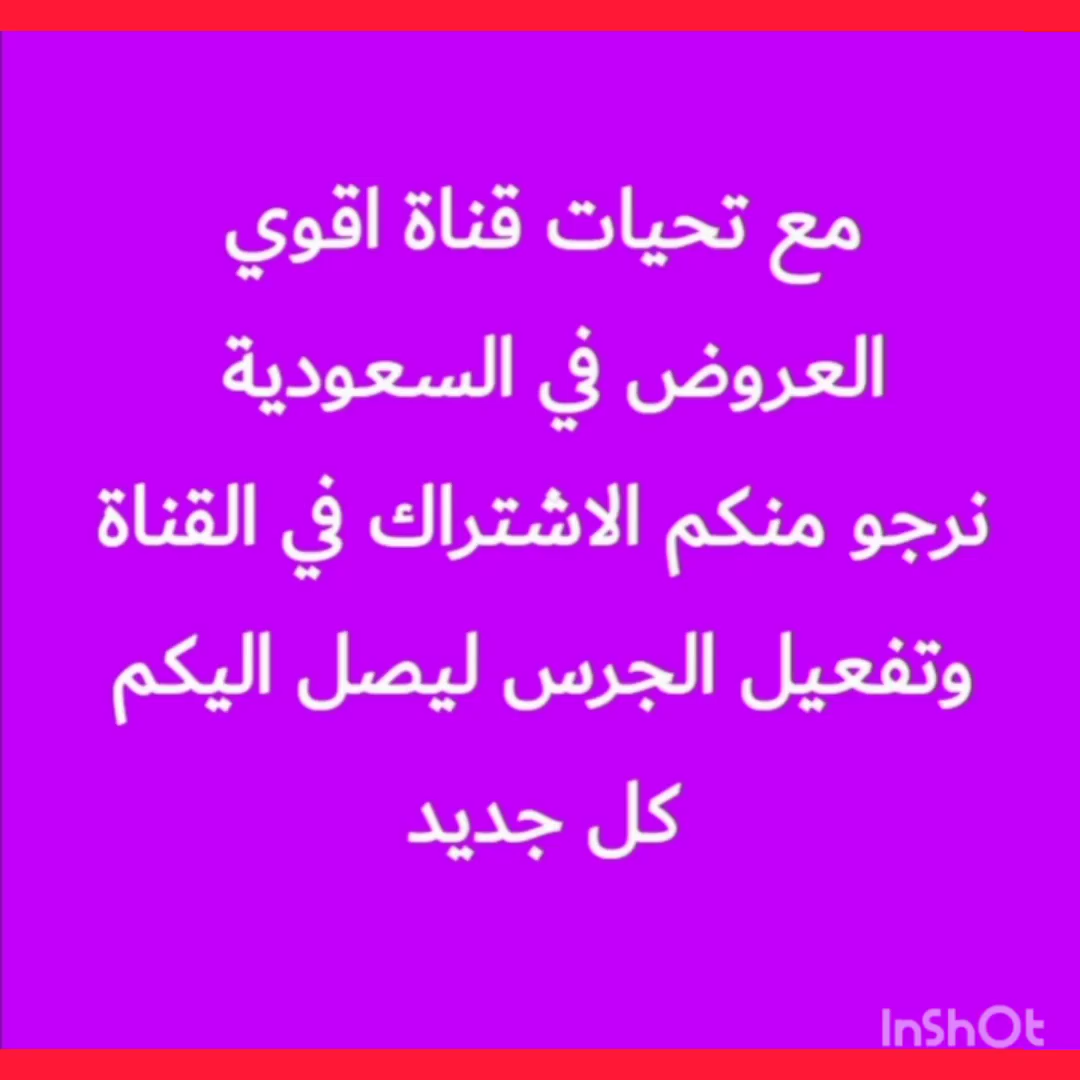 مع تحيات قناة اقوي
العروض في السعودية
نرجو منكم الاشتراك في القناة
وتفعيل الجرس ليصل اليكم
كل جديد
InShOt